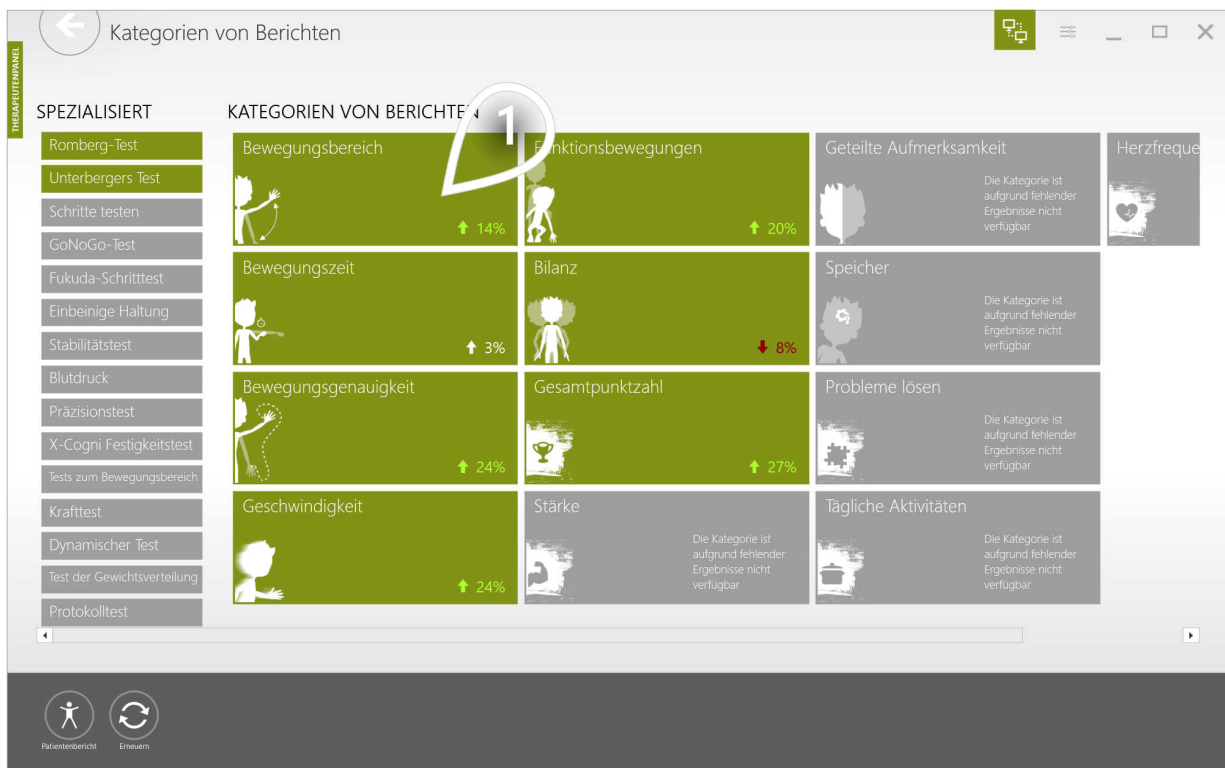 Kategorien von Berichten
THERAPEUTENPANEL
SPEZIALISIERT
Romberg-Test
Unterbergers Test
Schritte testen
GoNoGo-Test
Fukuda-Schritttest
Einbeinige Haltung
Stabilitätstest
Blutdruck
Präzisionstest
X-Cogni Festigkeitstest
Tests zum Bewegungsbereich
Krafttest
Dynamischer Test
Test der Gewichtsverteilung
Protokolltest
KATEGORIEN VON BERICHTEN
1
Bewegungsbereich
14%
Bewegungszeit
3%
Bewegungsgenauigkeit
24%
Geschwindigkeit
24%
Funktionsbewegungen
20%
Bilanz
8%
Gesamtpunktzahl
27%
Stärke
Die Kategorie ist
aufgrund fehlender
Ergebnisse nicht
verfügbar
Geteilte Aufmerksamkeit
Die Kategorie ist
aufgrund fehlender
Ergebnisse nicht
verfügbar
Speicher
Die Kategorie ist
aufgrund fehlender
Ergebnisse nicht
verfügbar
Probleme lösen
Die Kategorie ist
aufgrund fehlender
Ergebnisse nicht
verfügbar
Tägliche Aktivitäten
Die Kategorie ist
aufgrund fehlender
Ergebnisse nicht
verfügbar
Herzfreque
Patientenbericht
Erneuern